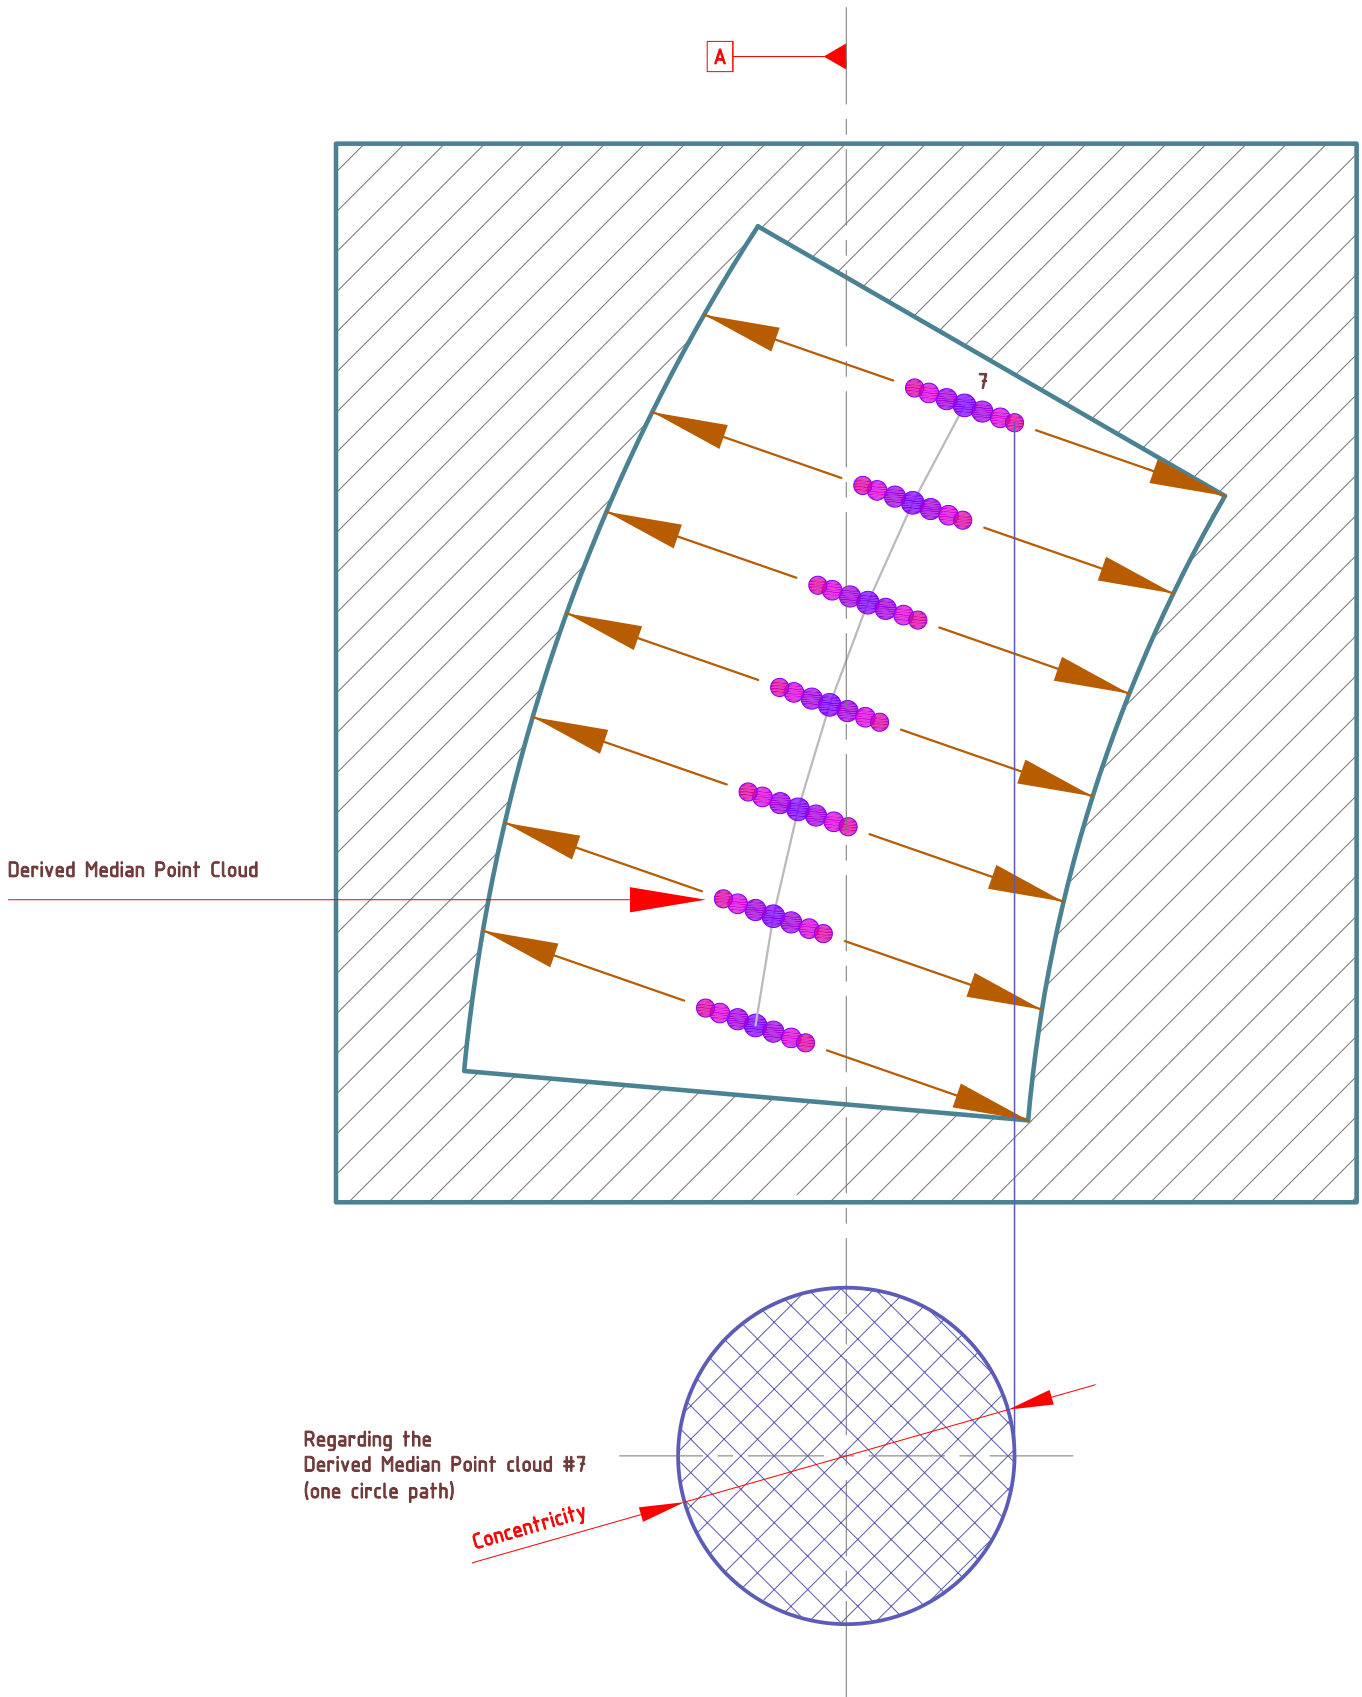 A
7
Derived Median Point Cloud
Regarding the
Derived Median Point cloud #7
(one circle path)
Concentricity